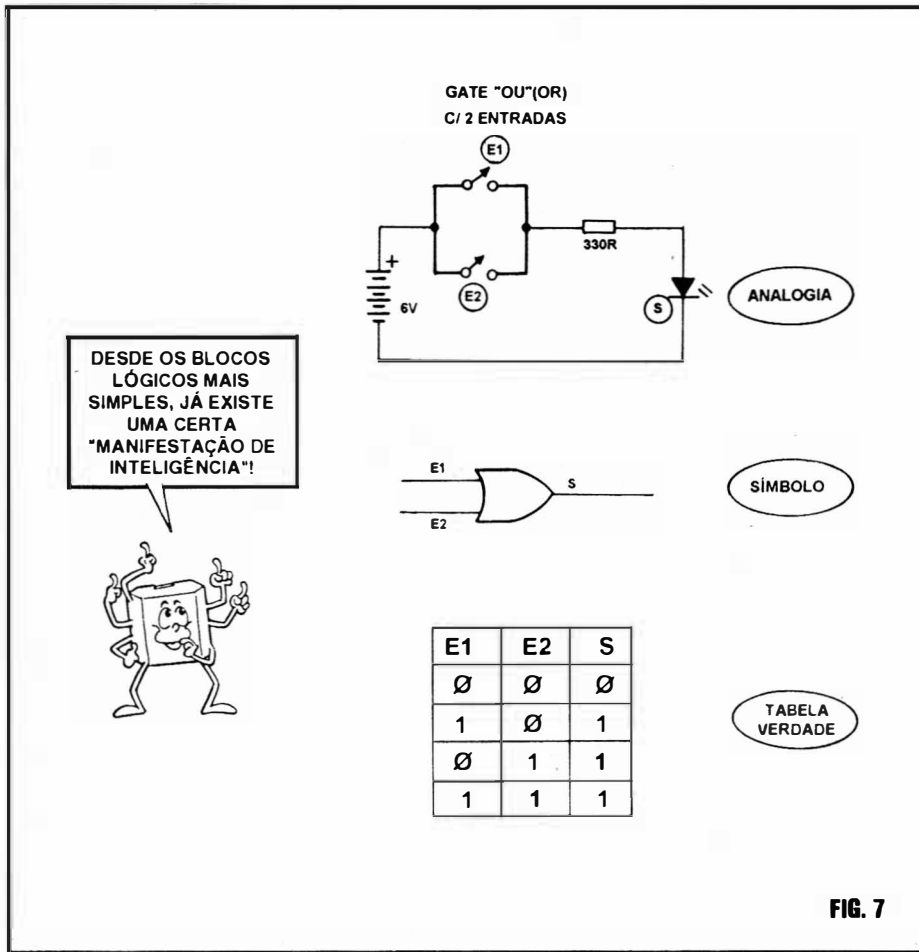 GATE "OU"(OR)
C/ 2 ENTRADAS
E1
E2
+
6V
330R
S
ANALOGIA
DESDE OS BLOCOS
LÓGICOS MAIS
SIMPLES, JÁ EXISTE
UMA CERTA
"MANIFESTAÇÃO DE
INTELIGÊNCIA"!
E1
E2
S
SÍMBOLO
E1 E2 S
Ø Ø Ø
1 Ø 1
Ø 1 1
1 1 1
TABELA
VERDADE
FIG. 7